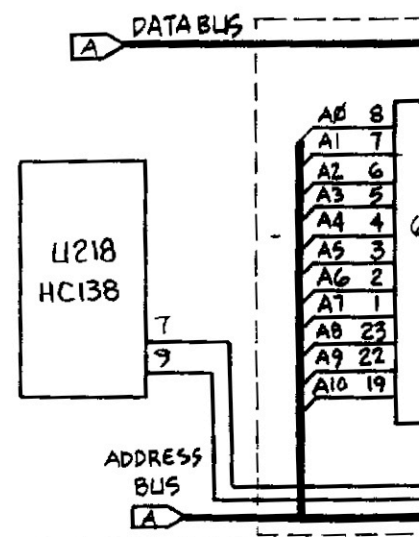 DATA BUS
A
AØ 8
A1 7
A2 6
A3 5
A4 4
A5 3
A6 2
A7 1
A8 23
A9 22
A10 19
U218
HC138
7
9
ADDRESS
BUS
A